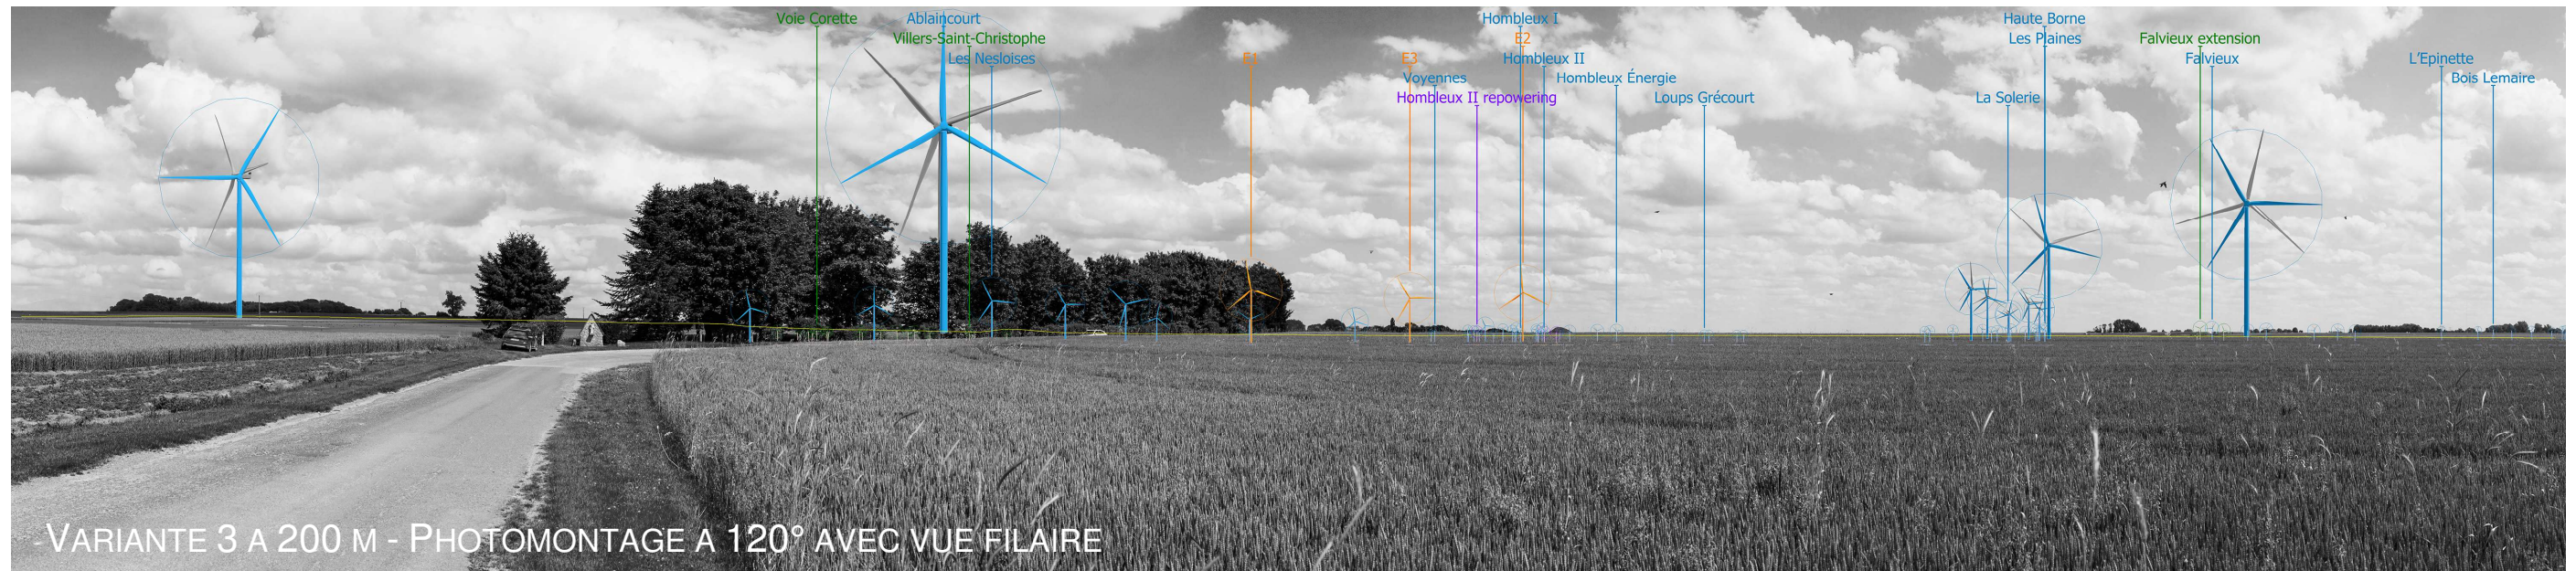 Voie Corette
Ablaincourt
Villers-Saint-Christophe
Les Nesloises
E1
E3
Voyennes
Hombleux II repowering
Hombleux I
E2
Hombleux II
Hombleux Énergie
Loups Grécourt
Haute Borne
Les Plaines
La Solerie
Falvieux extension
Falvieux
L'Epinette
Bois Lemaire
-VARIANTE 3 A 200 M - PHOTOMONTAGE A 120° AVEC VUE FILAIRE